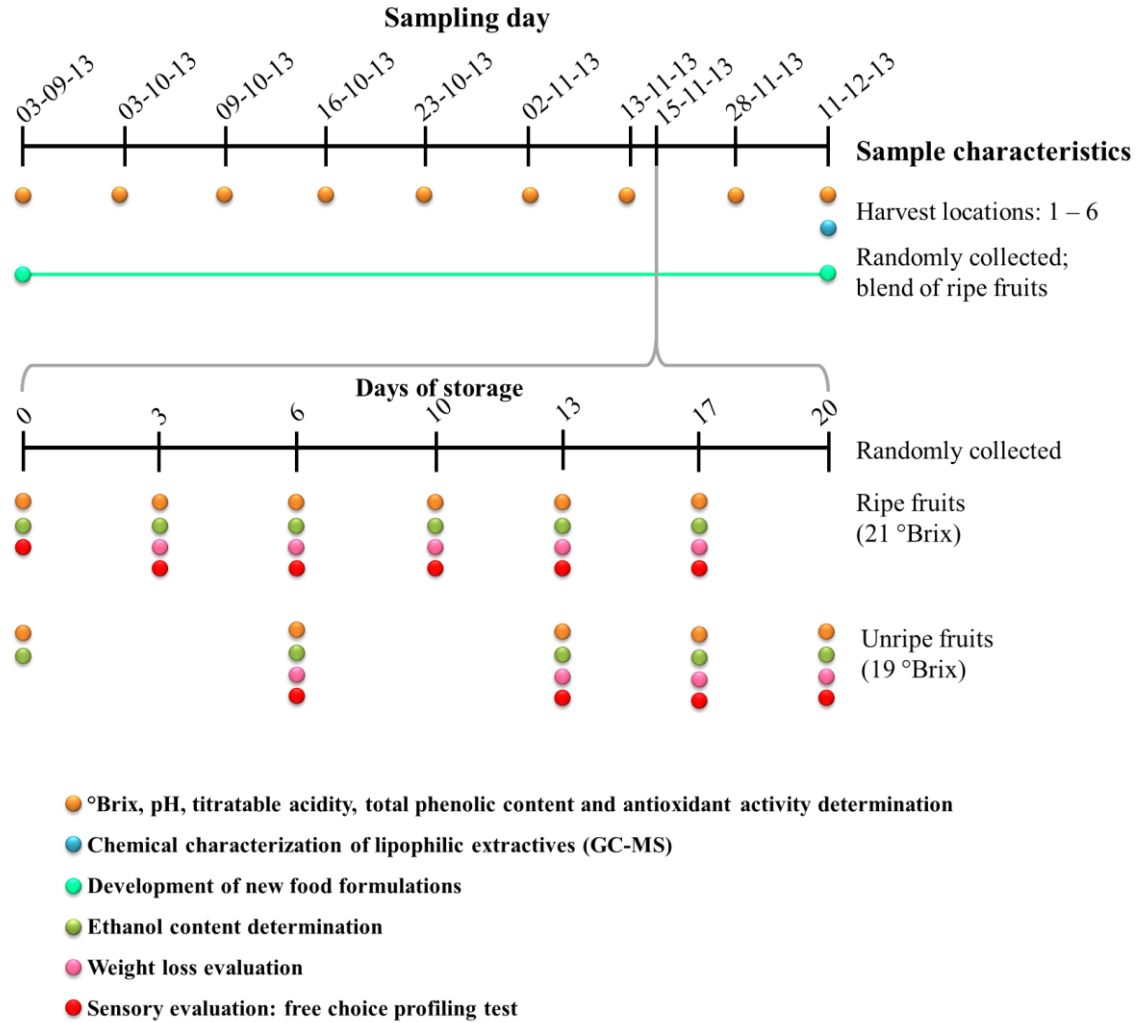 Sampling day
03-09-13
03-10-13
09-10-13
16-10-13
23-10-13
02-11-13
13-11-13
15-11-13
28-11-13
11-12-13
Sample characteristics
Harvest locations: 1 – 6
Randomly collected;
blend of ripe fruits
Days of storage
0
3
6
10
13
17
20
Randomly collected
Ripe fruits
(21 °Brix)
Unripe fruits
(19 °Brix)
°Brix, pH, titratable acidity, total phenolic content and antioxidant activity determination
Chemical characterization of lipophilic extractives (GC-MS)
Development of new food formulations
Ethanol content determination
Weight loss evaluation
Sensory evaluation: free choice profiling test